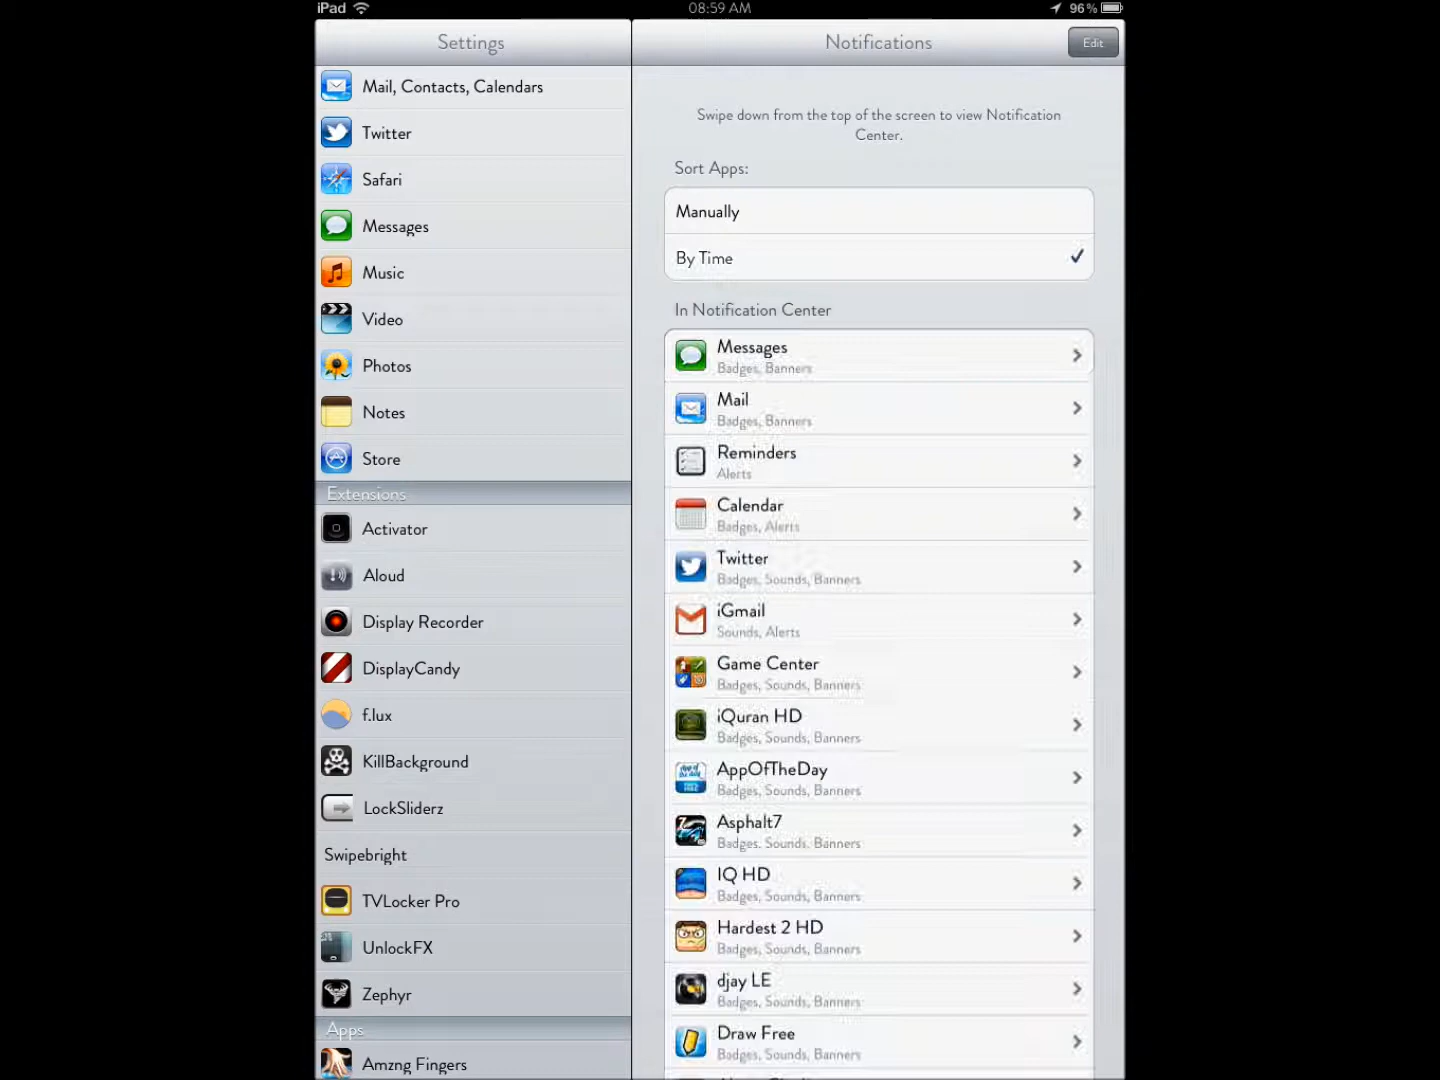 iPad 08:59 AM 96%
Settings
Mail, Contacts, Calendars
Twitter
Safari
Messages
Music
Video
Photos
Notes
Store
Extensions
Activator
Aloud
Display Recorder
DisplayCandy
f.lux
KillBackground
LockSliderz
Swipebright
TVLocker Pro
UnlockFX
Zephyr
Apps
Amzng Fingers
Notifications
Edit
Swipe down from the top of the screen to view Notification
Center.
Sort Apps:
Manually
By Time
In Notification Center
Messages
Badges, Banners
Mail
Badges, Banners
Reminders
Alerts
Calendar
Badges, Alerts
Twitter
Badges, Sounds, Banners
iGmail
Sounds, Alerts
Game Center
Badges, Sounds, Banners
iQuran HD
Badges, Sounds, Banners
AppOfTheDay
Badges, Sounds, Banners
Asphalt7
Badges, Sounds, Banners
IQ HD
Badges, Sounds, Banners
Hardest 2 HD
Badges, Sounds, Banners
djay LE
Badges, Sounds, Banners
Draw Free
Badges, Sounds, Banners